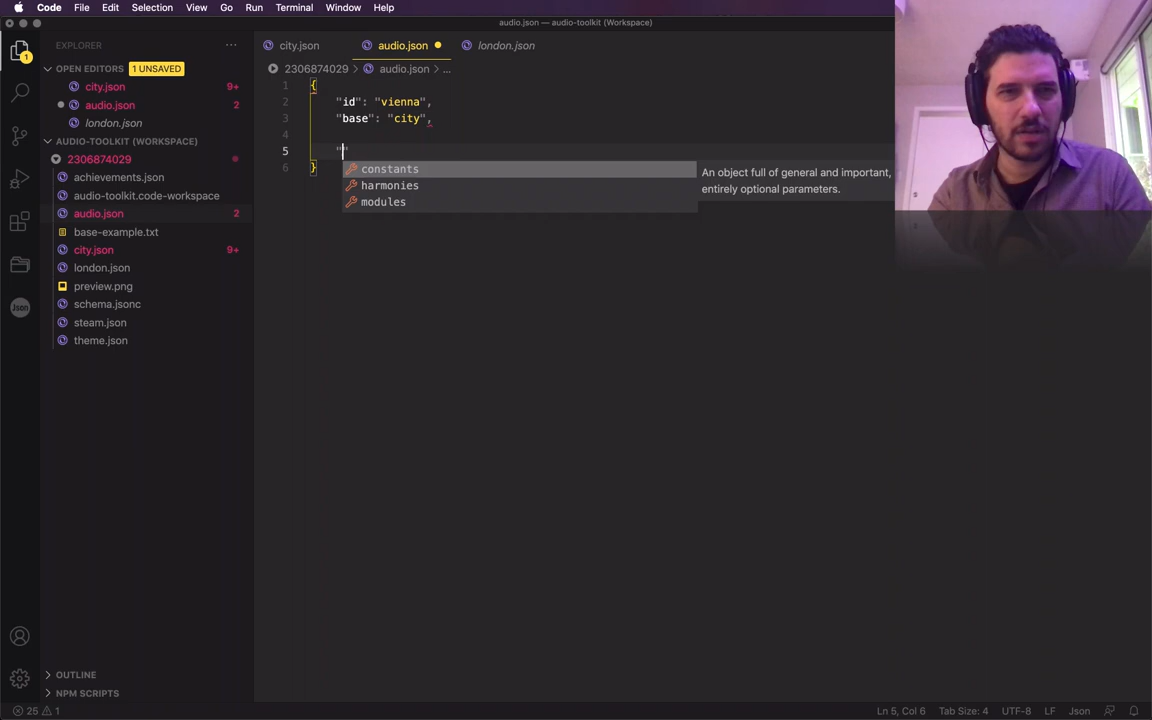 Code File Edit Selection View Go Run Terminal Window Help
audio.json — audio-toolkit (Workspace)
EXPLORER
OPEN EDITORS 1 UNSAVED
city.json 9+
audio.json 2
london.json
AUDIO-TOOLKIT (WORKSPACE)
2306874029
achievements.json
audio-toolkit.code-workspace
audio.json 2
base-example.txt
city.json 9+
london.json
preview.png
schema.jsonc
steam.json
theme.json
OUTLINE
NPM SCRIPTS
1
Json
city.json audio.json london.json
2306874029 > audio.json > ...
1 {
2 "id": "vienna",
3 "base": "city",
4
5 ""
6 }
constants
harmonies
modules
An object full of general and important,
entirely optional parameters.
25 1 Ln 5, Col 6 Tab Size: 4 UTF-8 LF Json